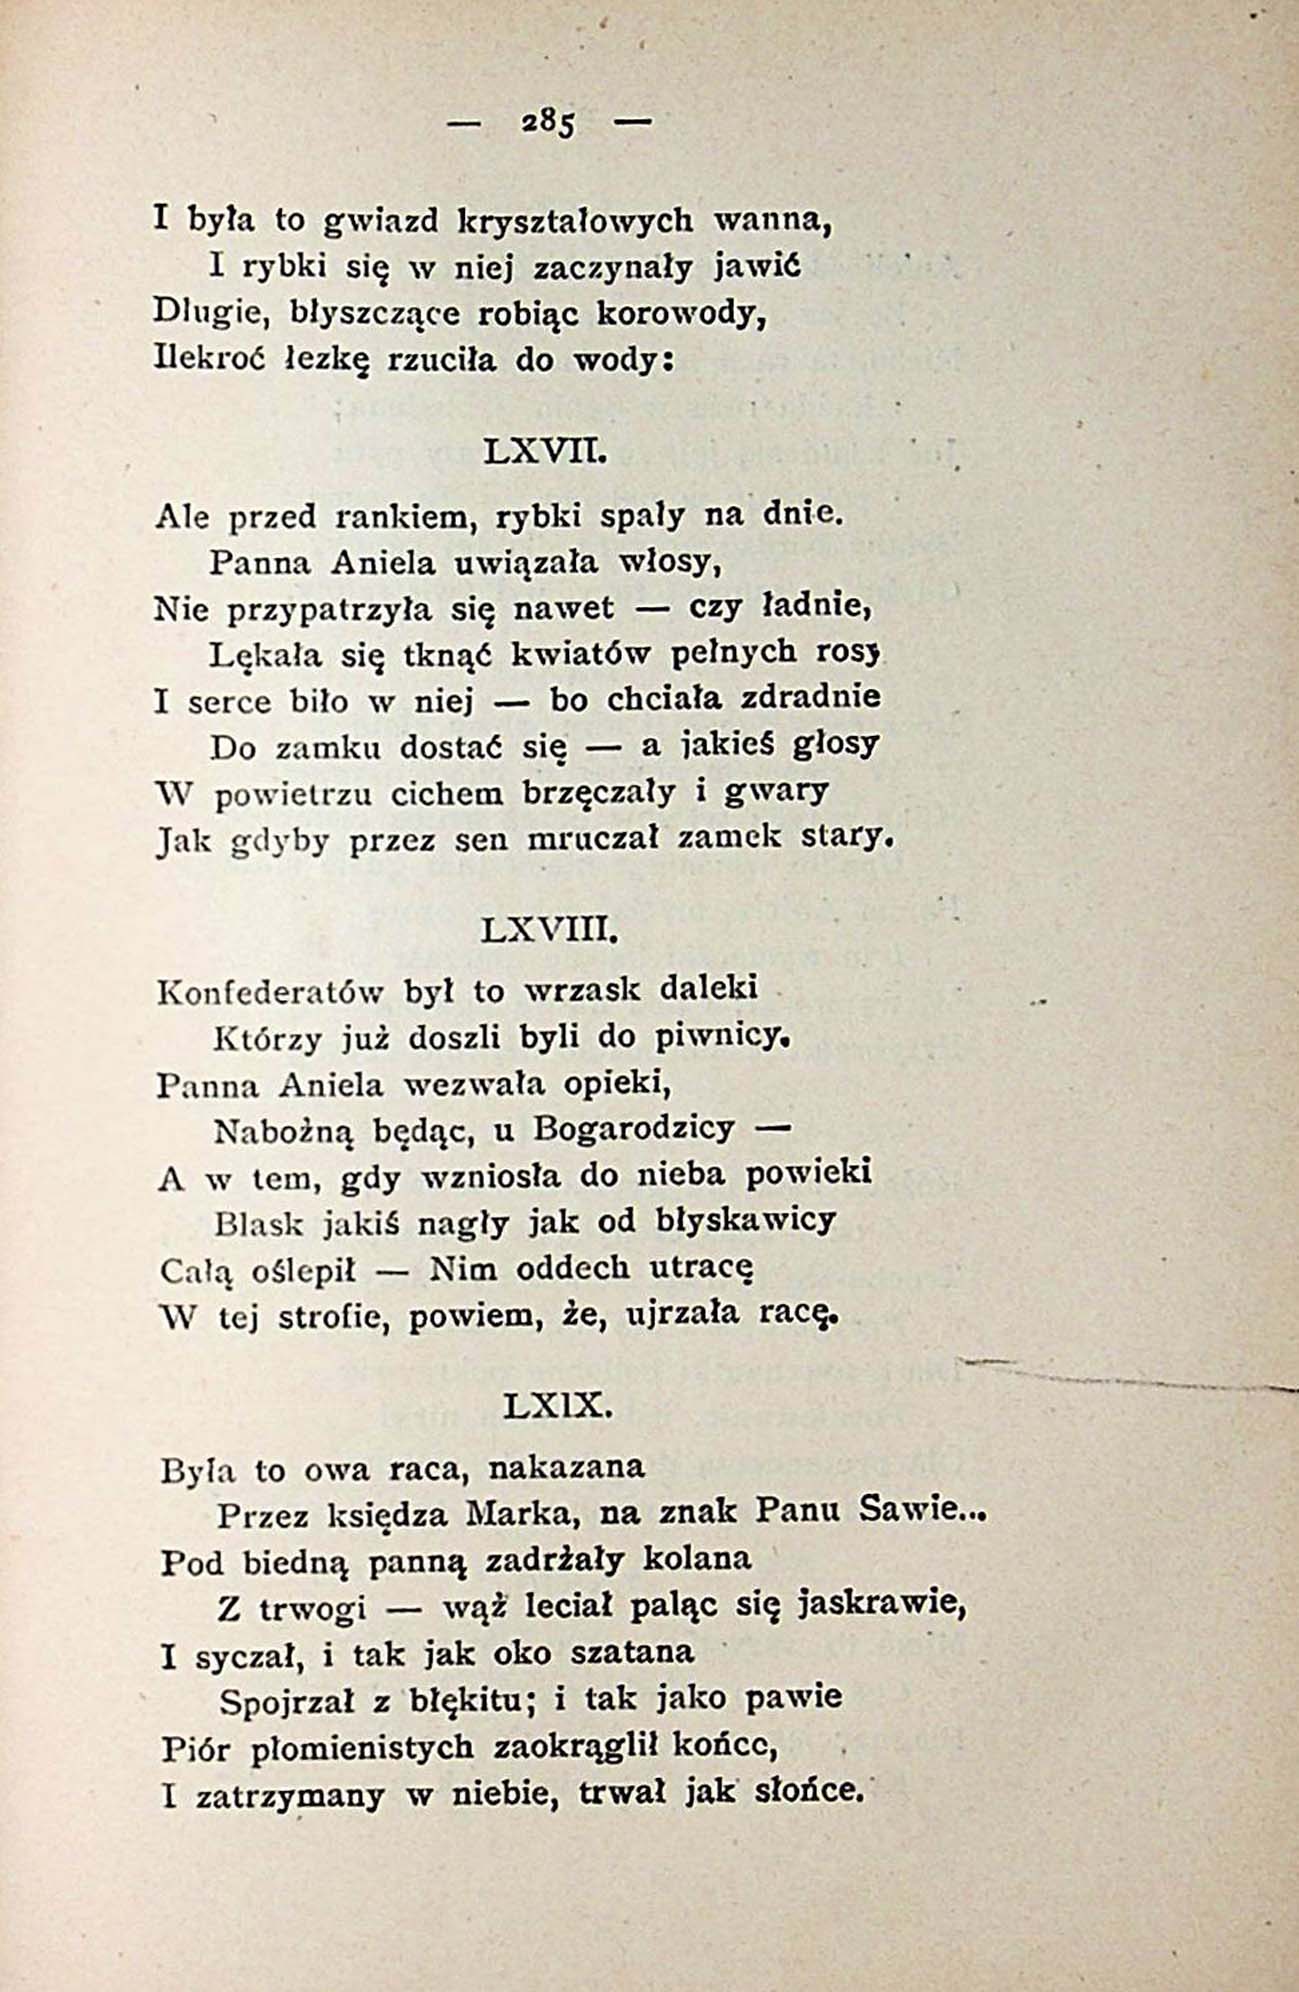 — 285 —
I była to gwiazd kryształowych wanna,
I rybki się w niej zaczynały jawić
Długie, błyszczące robiąc korowody,
Ilekroć łezkę rzuciła do wody:
LXVII.
Ale przed rankiem, rybki spały na dnie.
Panna Aniela uwiązała włosy,
Nie przypatrzyła się nawet — czy ładnie,
Lękała się tknąć kwiatów pełnych rosy
I serce biło w niej — bo chciała zdradnie
Do zamku dostać się — a jakieś głosy
W powietrzu cichem brzęczały i gwary
Jak gdyby przez sen mruczał zamek stary.
LXVIII.
Konfederatów był to wrzask daleki
Którzy już doszli byli do piwnicy.
Panna Aniela wezwała opieki,
Nabożną będąc, u Bogarodzicy —
A w tem, gdy wzniosła do nieba powieki
Blask jakiś nagły jak od błyskawicy
Całą oślepił — Nim oddech utracę
W tej strofie, powiem, że, ujrzała racę.
LXIX.
Była to owa raca, nakazana
Przez księdza Marka, na znak Panu Sawie...
Pod biedną panną zadrżały kolana
Z trwogi — wąż leciał paląc się jaskrawie,
I syczał, i tak jak oko szatana
Spojrzał z błękitu; i tak jako pawie
Piór płomienistych zaokrąglił końce,
I zatrzymany w niebie, trwał jak słońce.